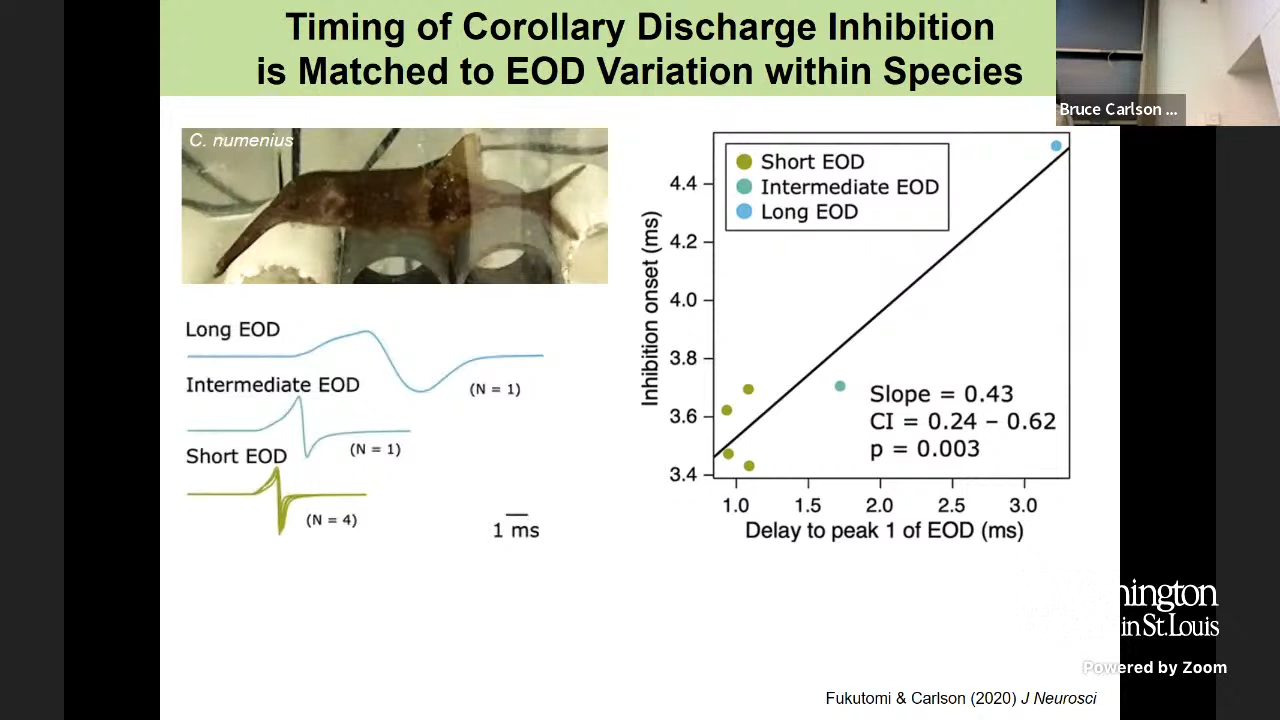 Timing of Corollary Discharge Inhibition
is Matched to EOD Variation within Species
Bruce Carlson ...
C. numenius
Long EOD
(N = 1)
Intermediate EOD
(N = 1)
Short EOD
(N = 4)
1 ms
Short EOD
Intermediate EOD
Long EOD
Inhibition onset (ms)
4.4
4.2
4.0
3.8
3.6
3.4
Slope = 0.43
CI = 0.24 – 0.62
p = 0.003
1.0 1.5 2.0 2.5 3.0
Delay to peak 1 of EOD (ms)
in St. Louis
Powered by Zoom
Fukutomi & Carlson (2020) J Neurosci